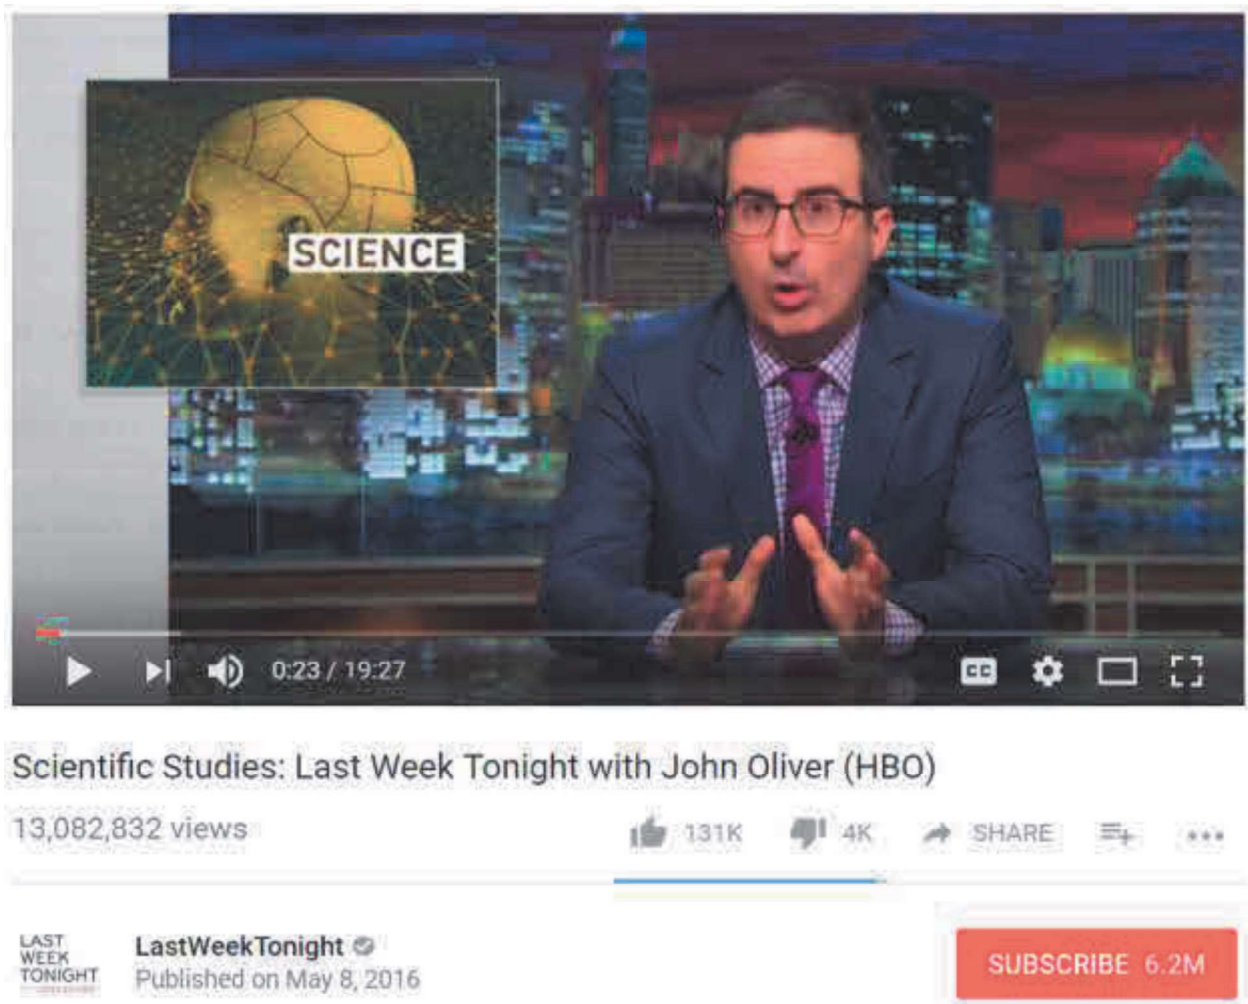 SCIENCE
0:23 / 19:27
CC
Scientific Studies: Last Week Tonight with John Oliver (HBO)
13,082,832 views
131K
4K
SHARE
LAST
WEEK
TONIGHT
LastWeekTonight
Published on May 8, 2016
SUBSCRIBE 6.2M